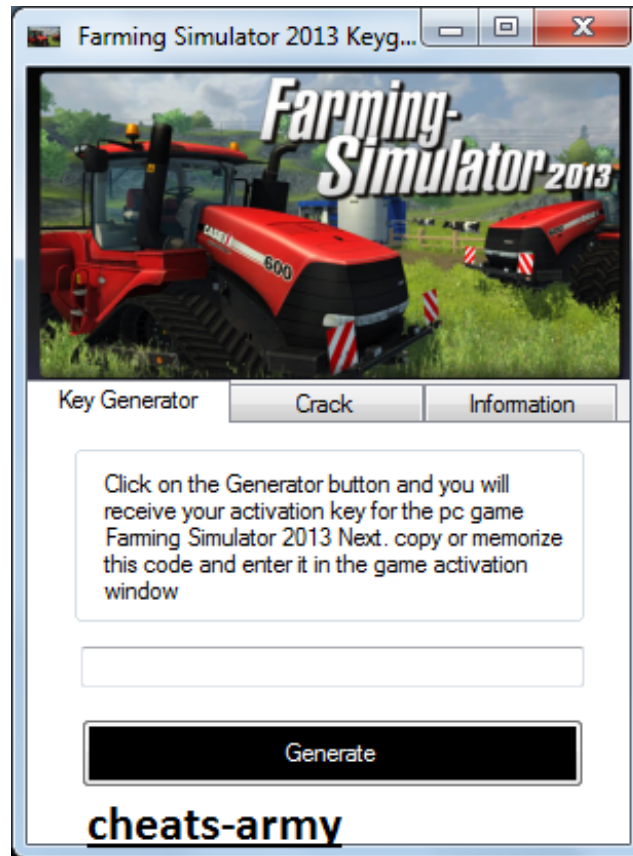 Farming Simulator 2013 Keyg...
Farming-
Simulator 2013
CASE IH
600
Key Generator
Crack
Information
Click on the Generator button and you will
receive your activation key for the pc game
Farming Simulator 2013 Next. copy or memorize
this code and enter it in the game activation
window
Generate
cheats-army